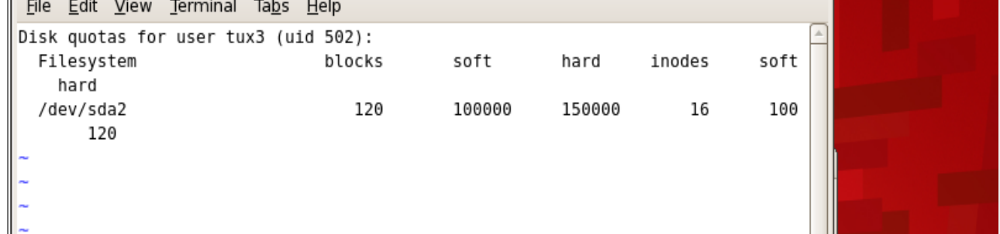 File Edit View Terminal Tabs Help
Disk quotas for user tux3 (uid 502):
Filesystem blocks soft hard inodes soft
hard
/dev/sda2 120 100000 150000 16 100
120
~
~
~
~